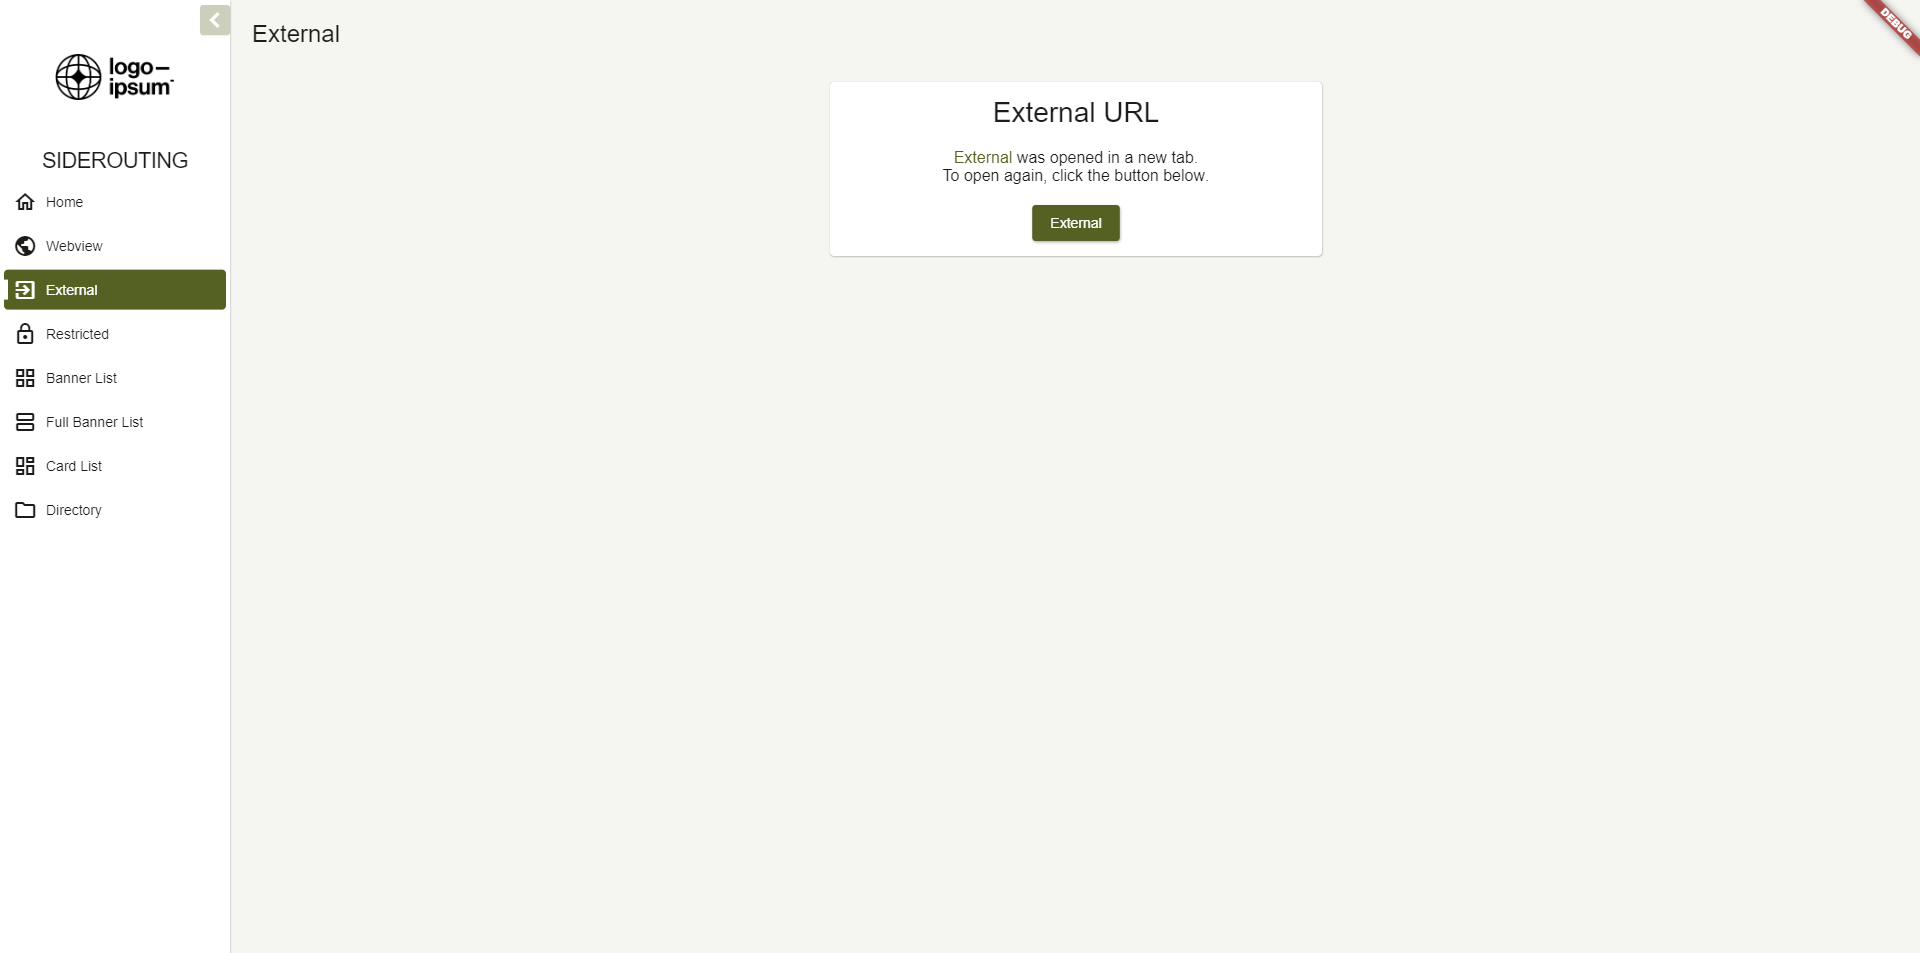 logo—
ipsum
SIDEROUTING
Home
Webview
External
Restricted
Banner List
Full Banner List
Card List
Directory
External
External URL
External was opened in a new tab.
To open again, click the button below.
External
DEBUG